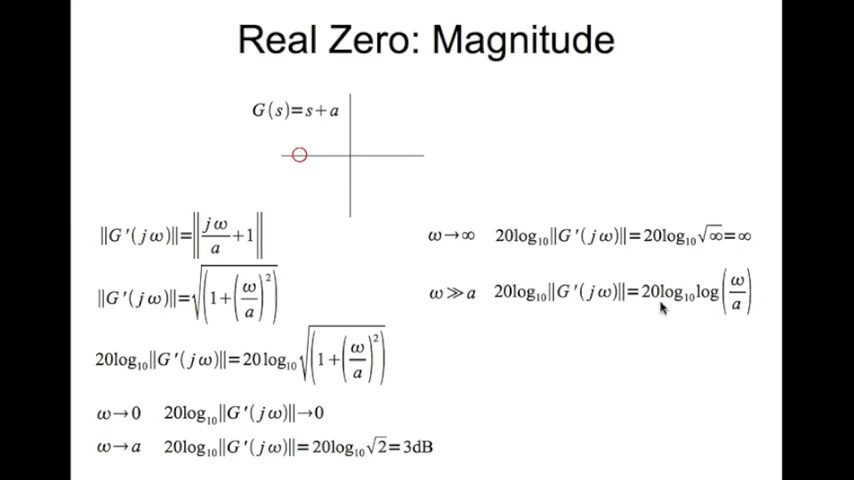 Real Zero: Magnitude
G(s)=s+a
‖G'(jω)‖=‖jω/a+1‖
‖G'(jω)‖=√(1+(ω/a)²)
20log₁₀‖G'(jω)‖=20log₁₀√(1+(ω/a)²)
ω→0 20log₁₀‖G'(jω)‖→0
ω→a 20log₁₀‖G'(jω)‖=20log₁₀√2=3dB
ω→∞ 20log₁₀‖G'(jω)‖=20log₁₀√∞=∞
ω≫a 20log₁₀‖G'(jω)‖=20log₁₀log(ω/a)